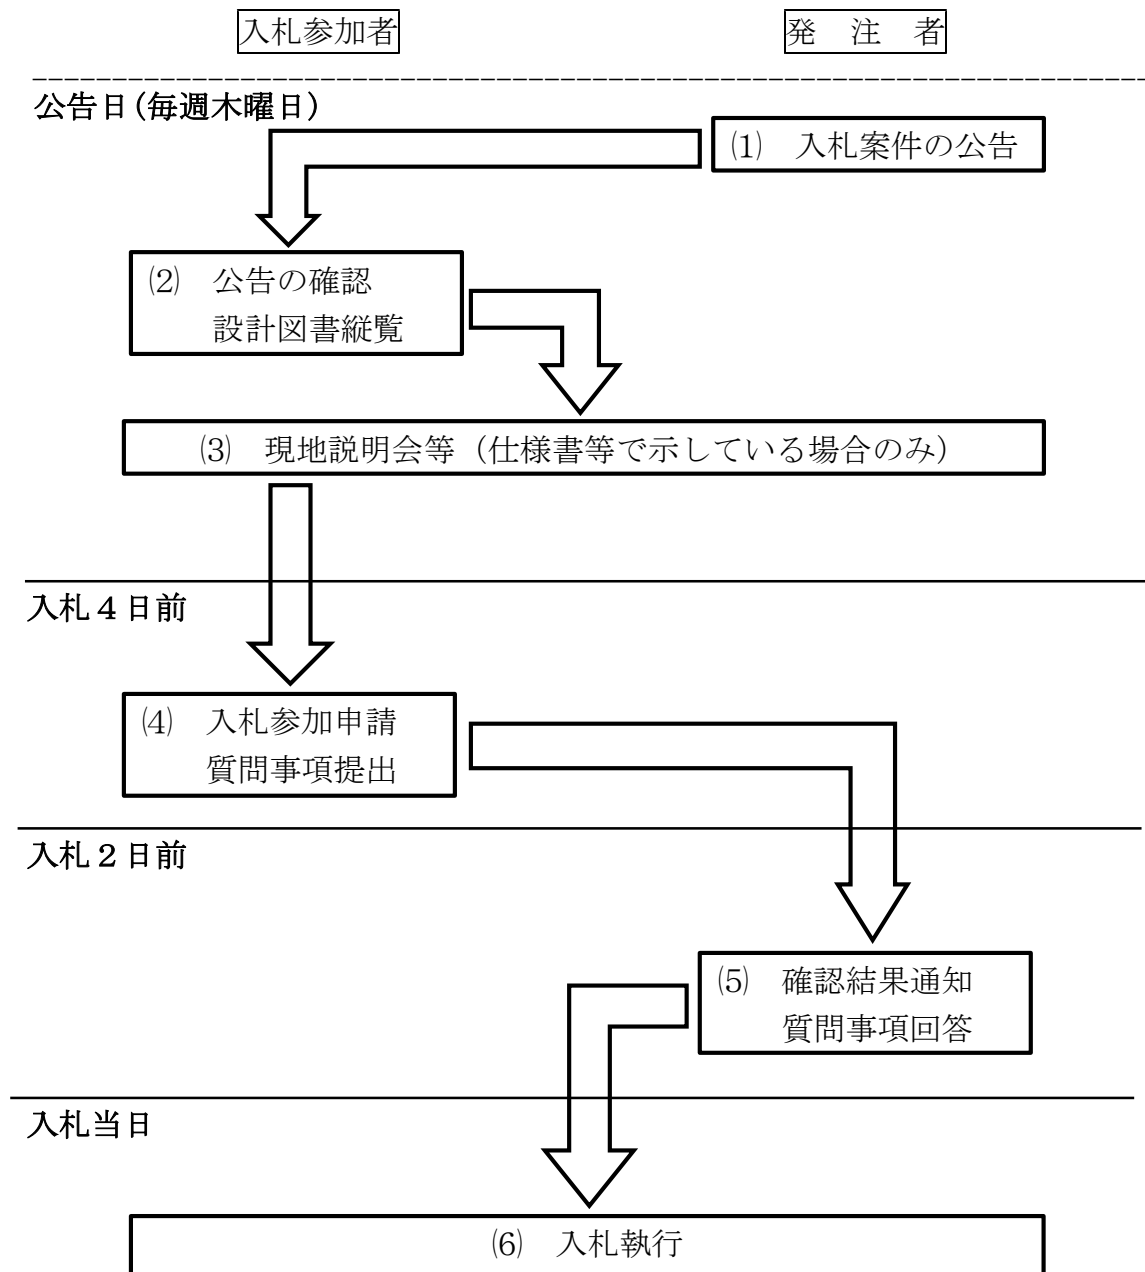 入札参加者
発　注　者
公告日(毎週木曜日)
⑴　入札案件の公告
⑵　公告の確認
設計図書縦覧
⑶　現地説明会等（仕様書等で示している場合のみ）
入札４日前
⑷　入札参加申請
質問事項提出
入札２日前
⑸　確認結果通知
質問事項回答
入札当日
⑹　入札執行